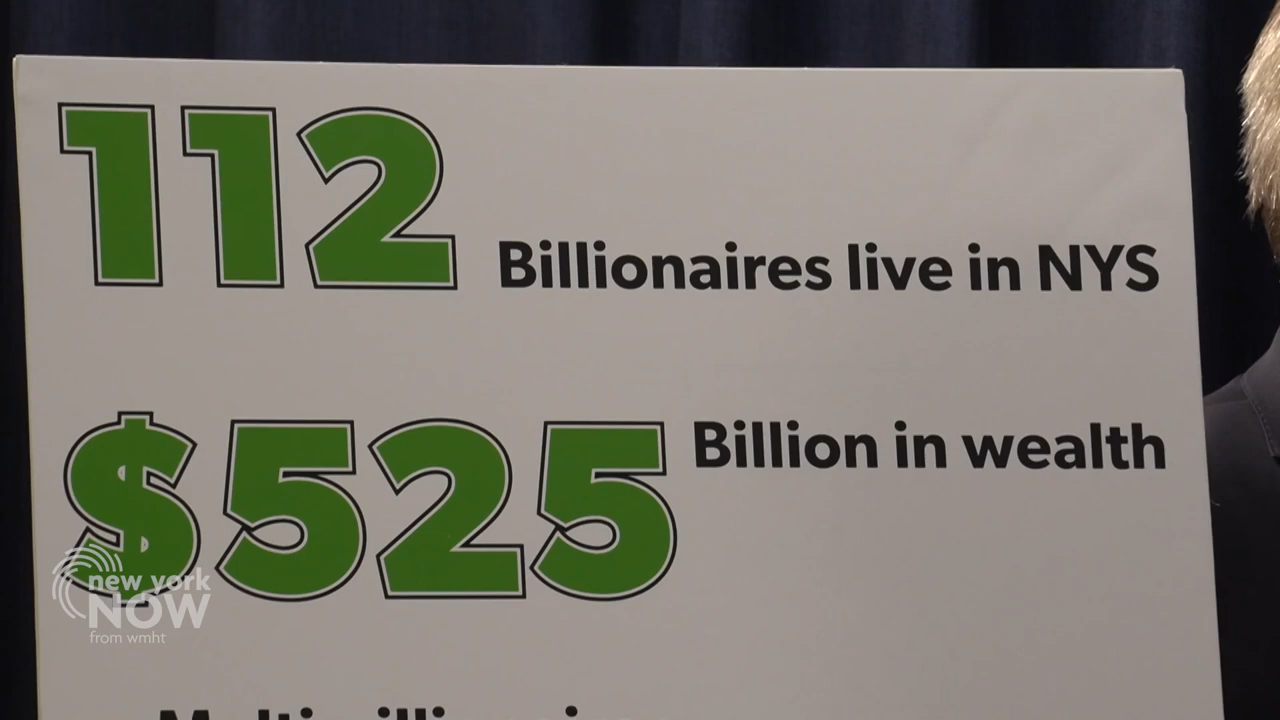 112 Billionaires live in NYS
$525 Billion in wealth
new york
NOW
from wmht